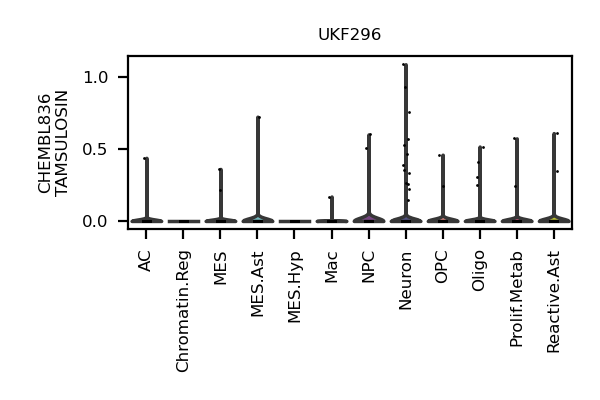 UKF296
CHEMBL836
TAMSULOSIN
1.0
0.5
0.0
AC
Chromatin.Reg
MES
MES.Ast
MES.Hyp
Mac
NPC
Neuron
OPC
Oligo
Prolif.Metab
Reactive.Ast